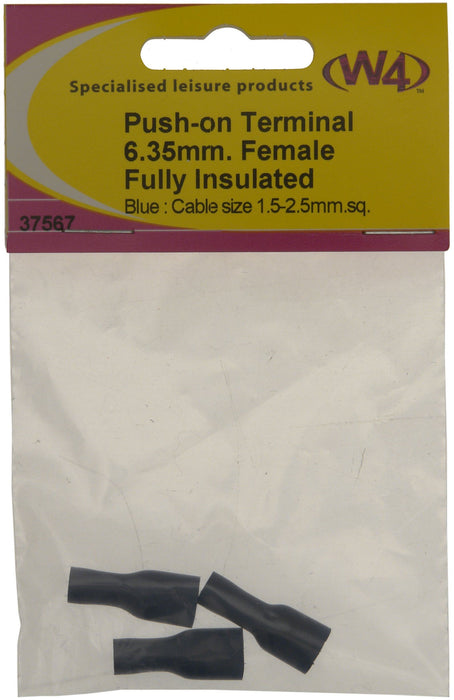 W4
TM
Specialised leisure products
Push-on Terminal
6.35mm. Female
Fully Insulated
Blue : Cable size 1.5-2.5mm.sq.
37567